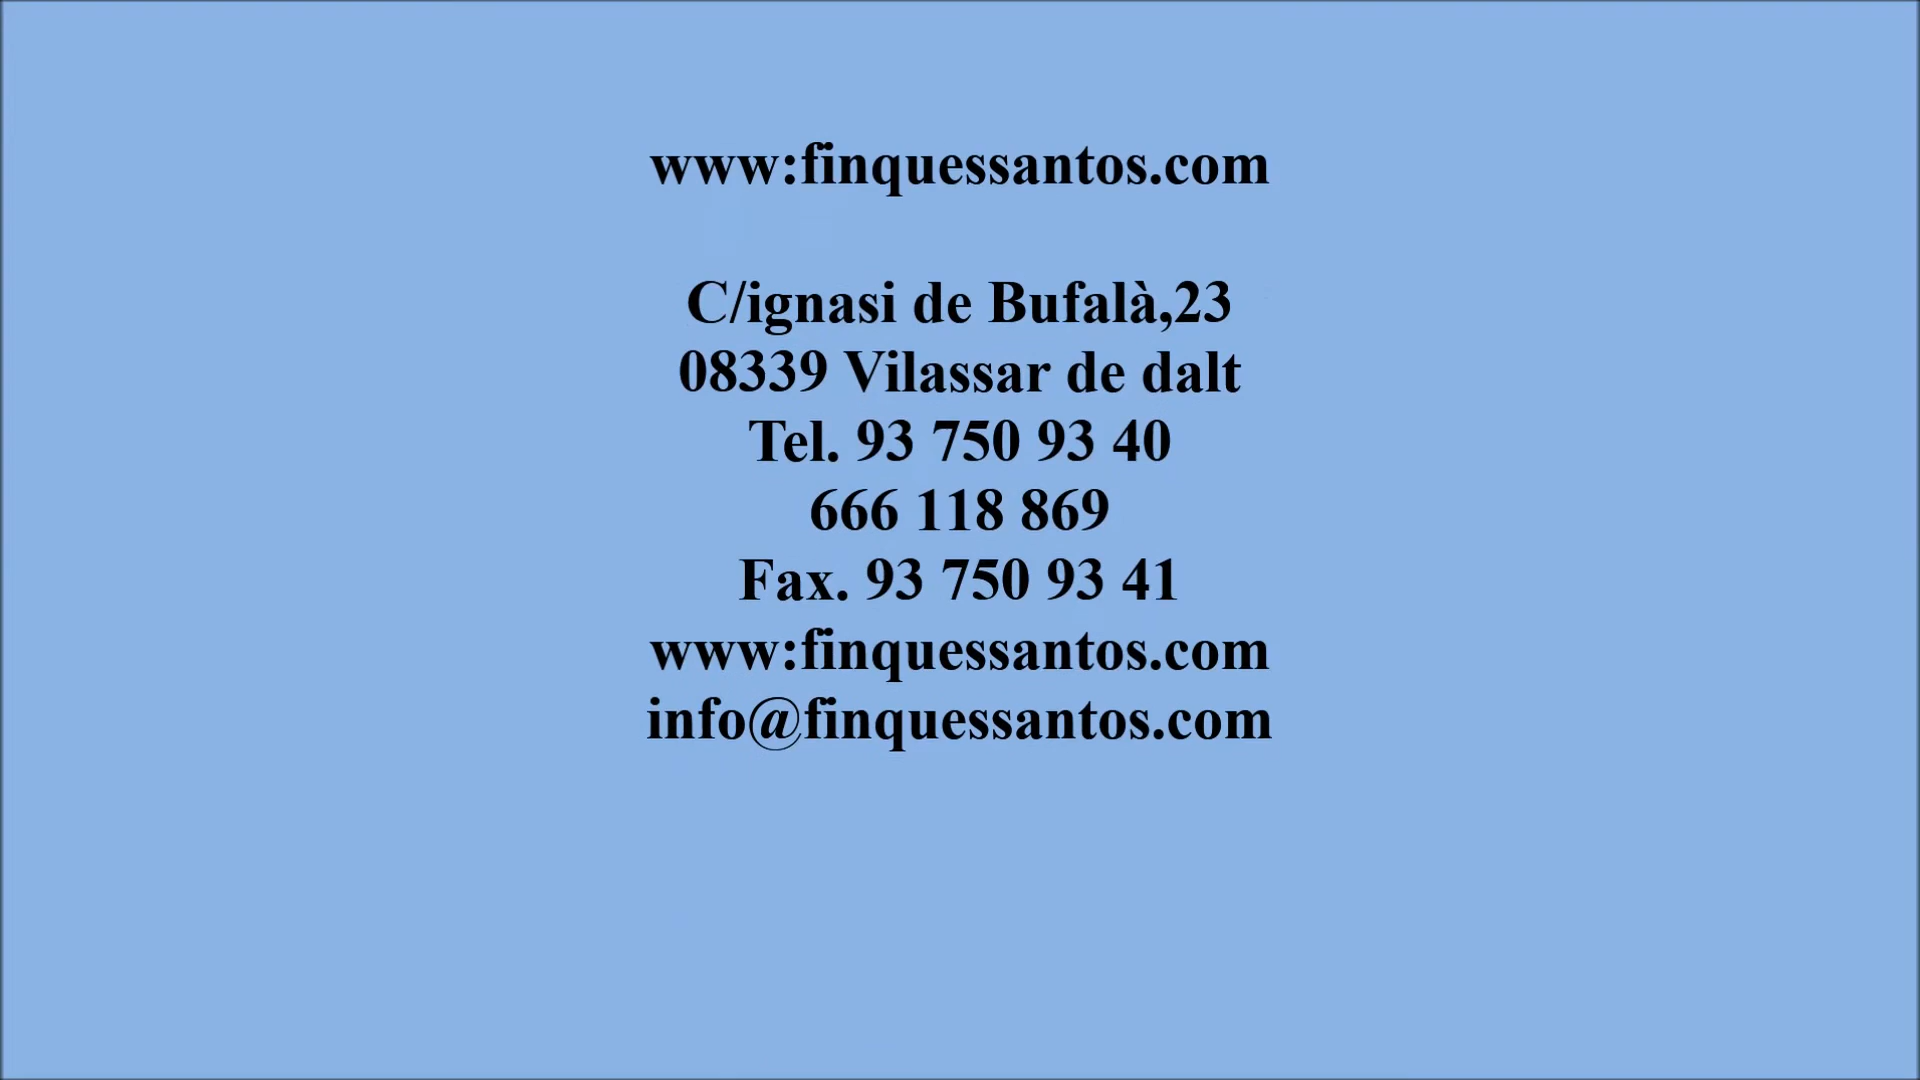 www:finquessantos.com
C/ignasi de Bufalà,23
08339 Vilassar de dalt
Tel. 93 750 93 40
666 118 869
Fax. 93 750 93 41
www:finquessantos.com
info@finquessantos.com